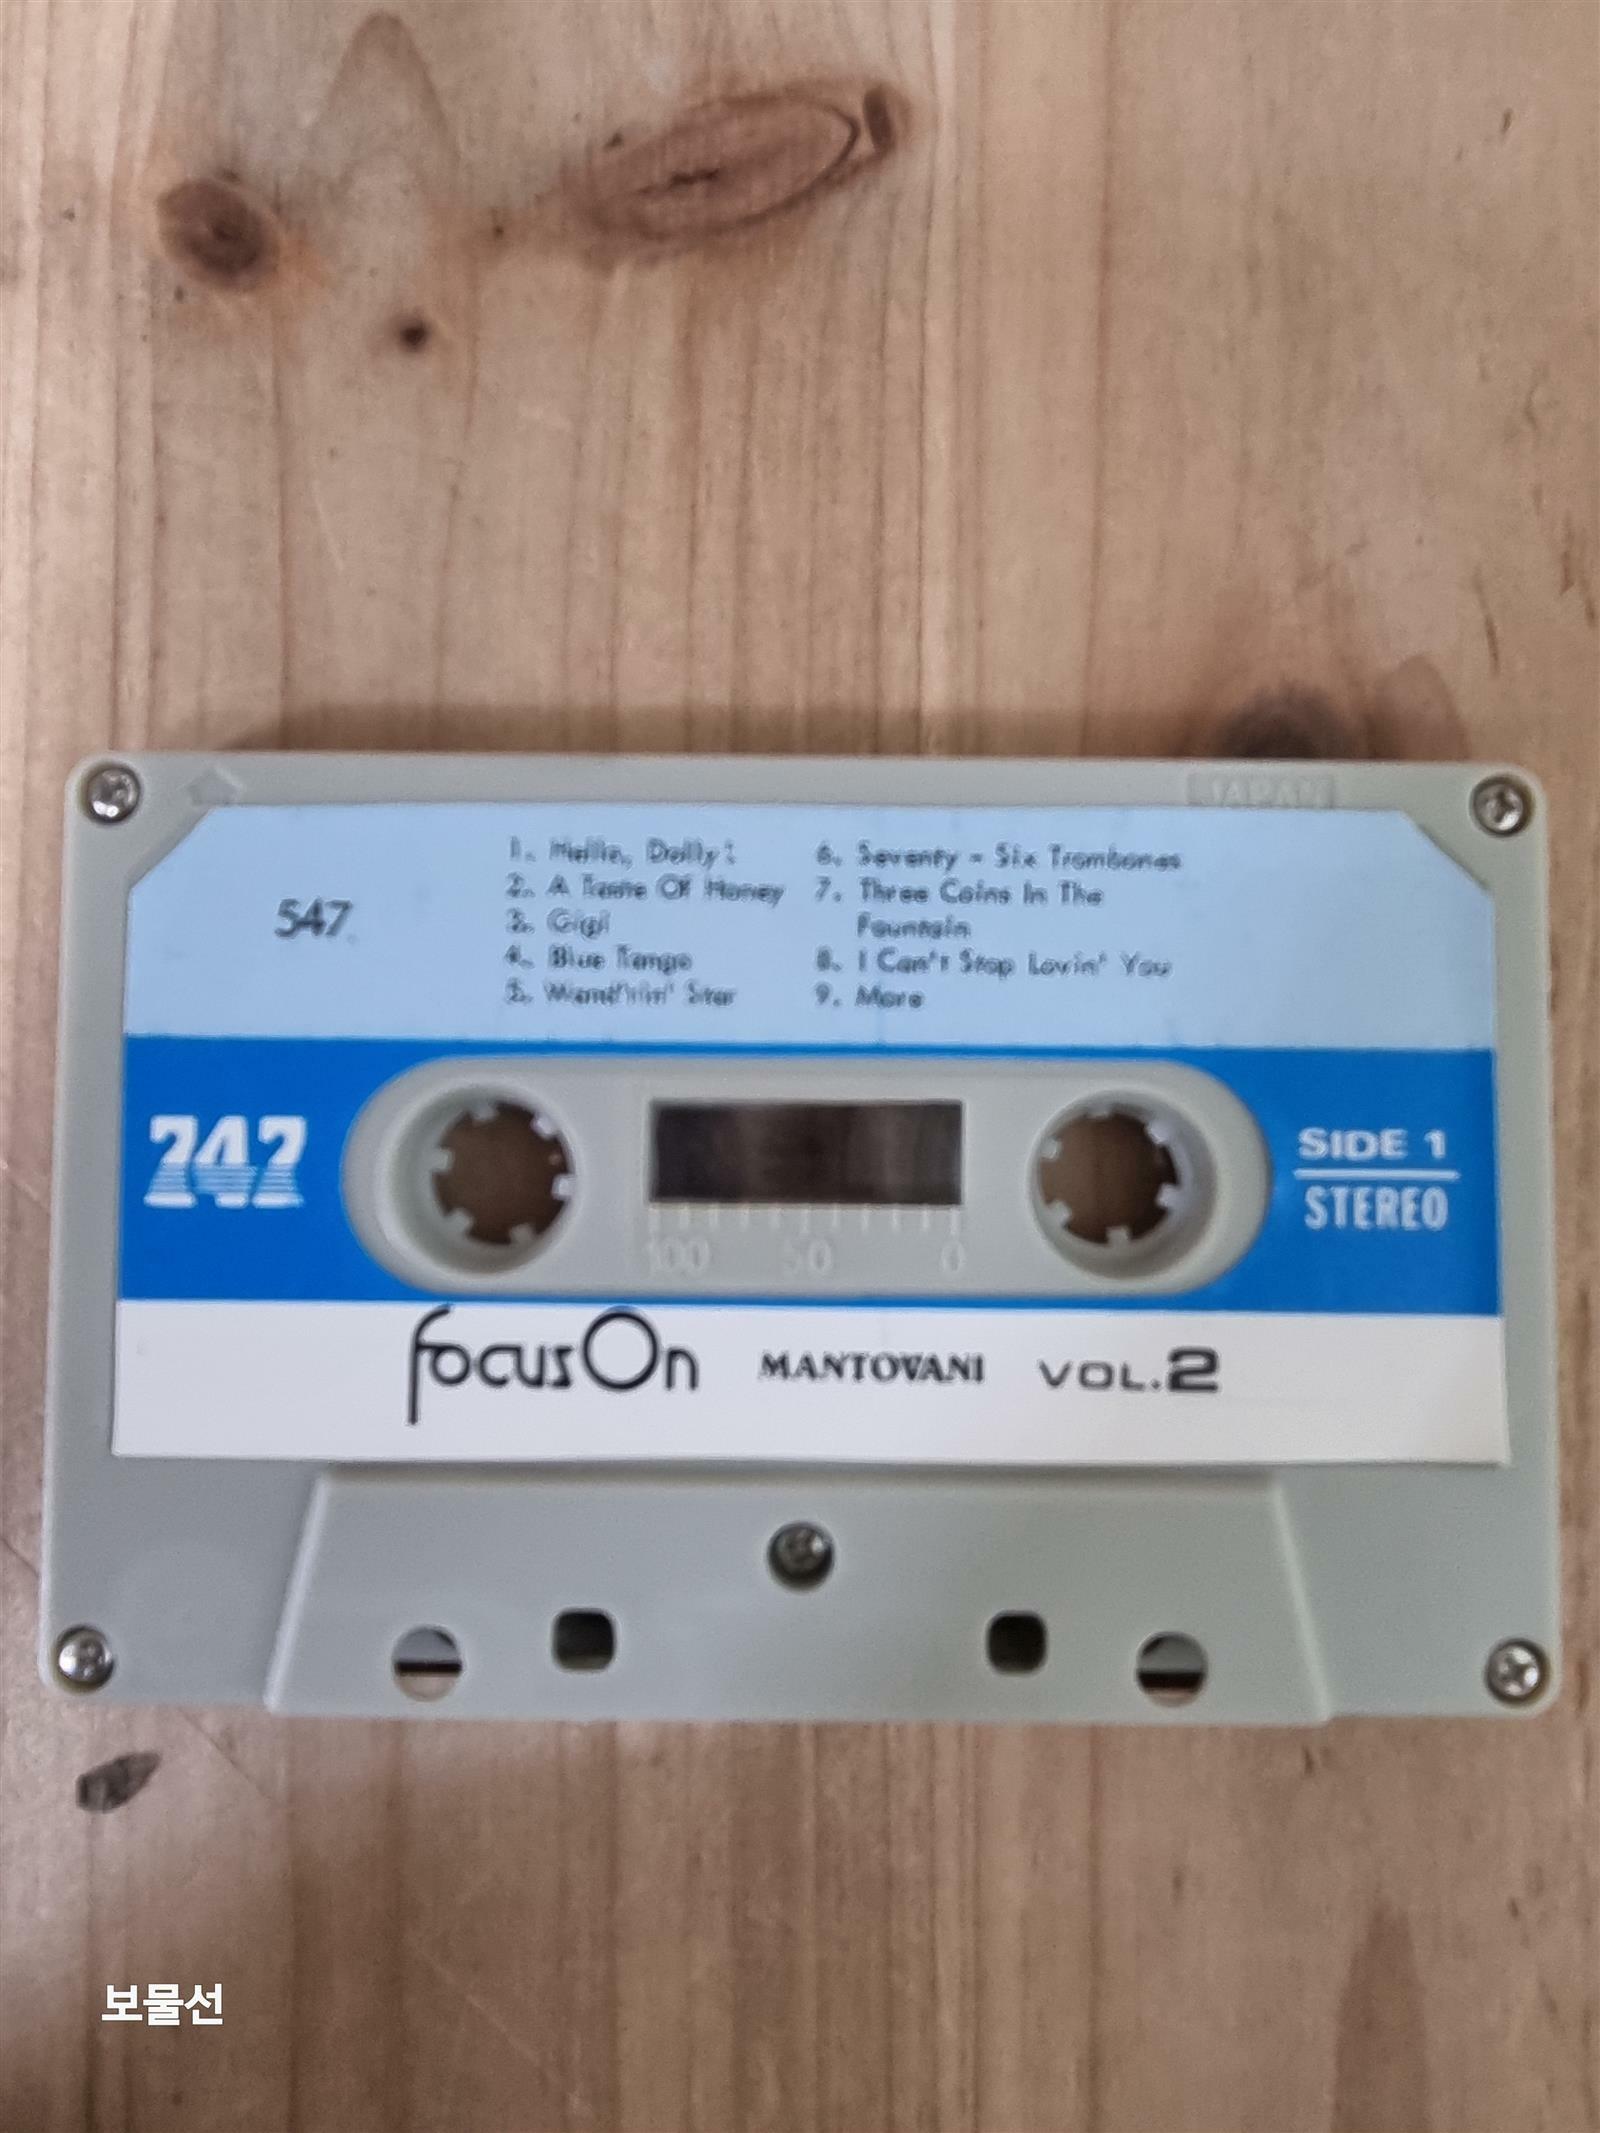 JAPAN
547
1. Hello, Dolly!
2. A Taste Of Honey
3. Gigi
4. Blue Tango
5. Wand'rin' Star
6. Seventy - Six Trombones
7. Three Coins In The
Fountain
8. I Can't Stop Lovin' You
9. More
747
SIDE 1
STEREO
100 50 0
focusOn MANTOVANI VOL.2
보물선